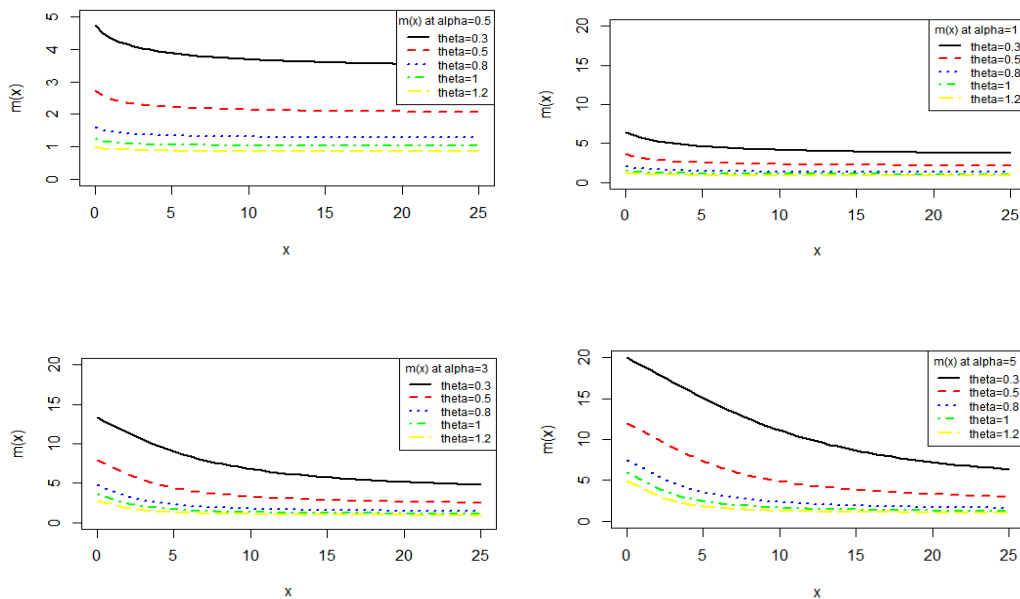 m(x) at alpha=0.5
theta=0.3
theta=0.5
theta=0.8
theta=1
theta=1.2
m(x)
0
1
2
3
4
5
0 5 10 15 20 25
x
m(x) at alpha=1
theta=0.3
theta=0.5
theta=0.8
theta=1
theta=1.2
m(x)
0
5
10
15
20
0 5 10 15 20 25
x
m(x) at alpha=3
theta=0.3
theta=0.5
theta=0.8
theta=1
theta=1.2
m(x)
0
5
10
15
20
0 5 10 15 20 25
x
m(x) at alpha=5
theta=0.3
theta=0.5
theta=0.8
theta=1
theta=1.2
m(x)
0
5
10
15
20
0 5 10 15 20 25
x